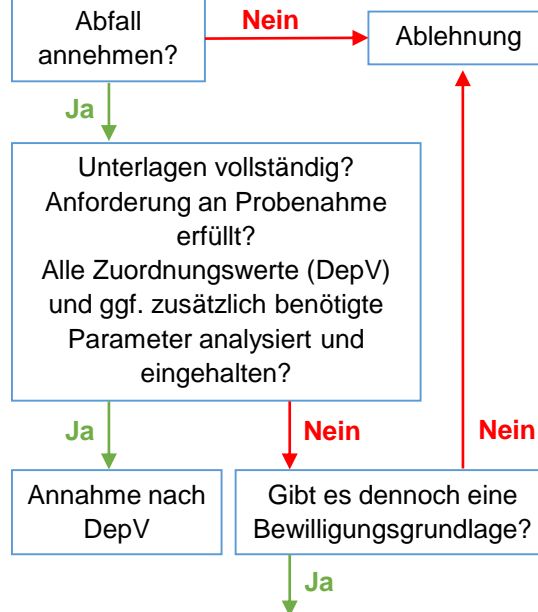 Abfall
annehmen?
Nein
Ablehnung
Ja
Unterlagen vollständig?
Anforderung an Probenahme
erfüllt?
Alle Zuordnungswerte (DepV)
und ggf. zusätzlich benötigte
Parameter analysiert und
eingehalten?
Ja
Nein
Nein
Annahme nach
DepV
Gibt es dennoch eine
Bewilligungsgrundlage?
Ja